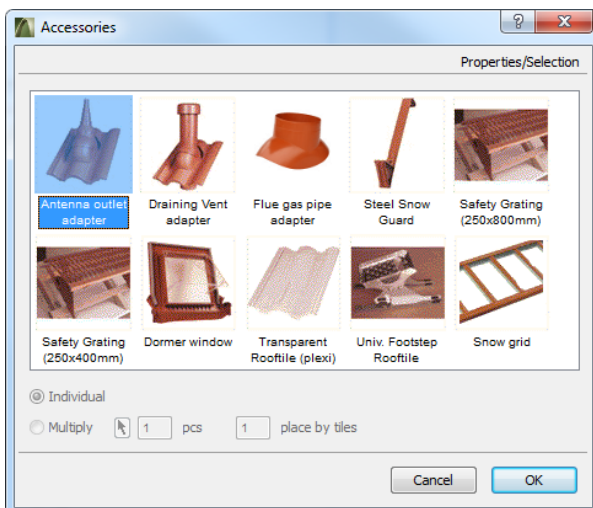 Accessories
Properties/Selection
Antenna outlet
adapter
Draining Vent
adapter
Flue gas pipe
adapter
Steel Snow
Guard
Safety Grating
(250x800mm)
Safety Grating
(250x400mm)
Dormer window
Transparent
Rooftile (plexi)
Univ. Footstep
Rooftile
Snow grid
Individual
Multiply 1 pcs 1 place by tiles
Cancel OK